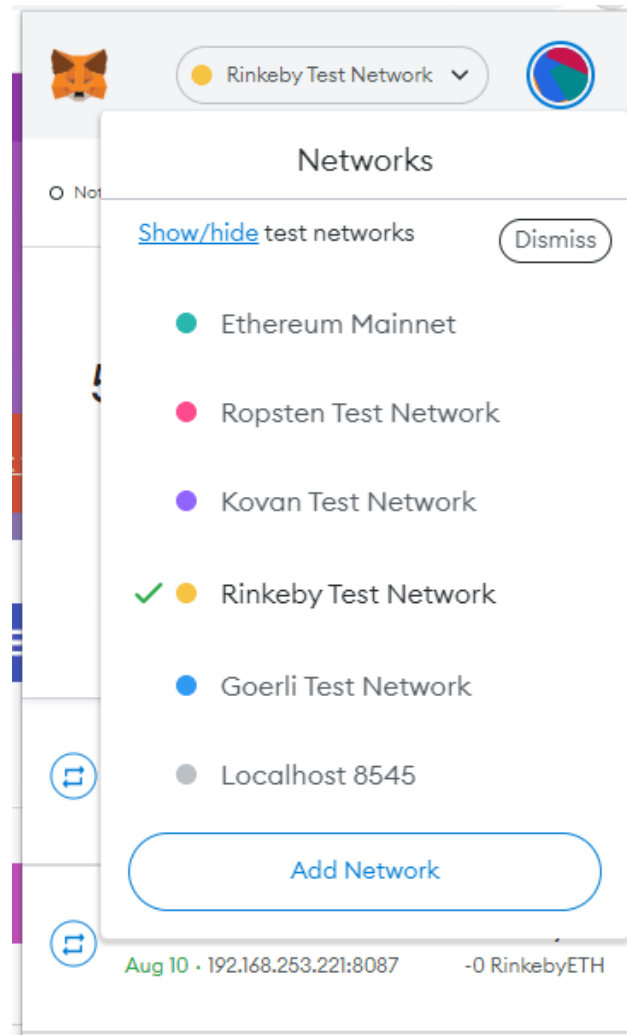 Rinkeby Test Network
Networks
Not
Show/hide test networks
Dismiss
Ethereum Mainnet
Ropsten Test Network
Kovan Test Network
Rinkeby Test Network
Goerli Test Network
Localhost 8545
Add Network
Aug 10 · 192.168.253.221:8087 -0 RinkebyETH